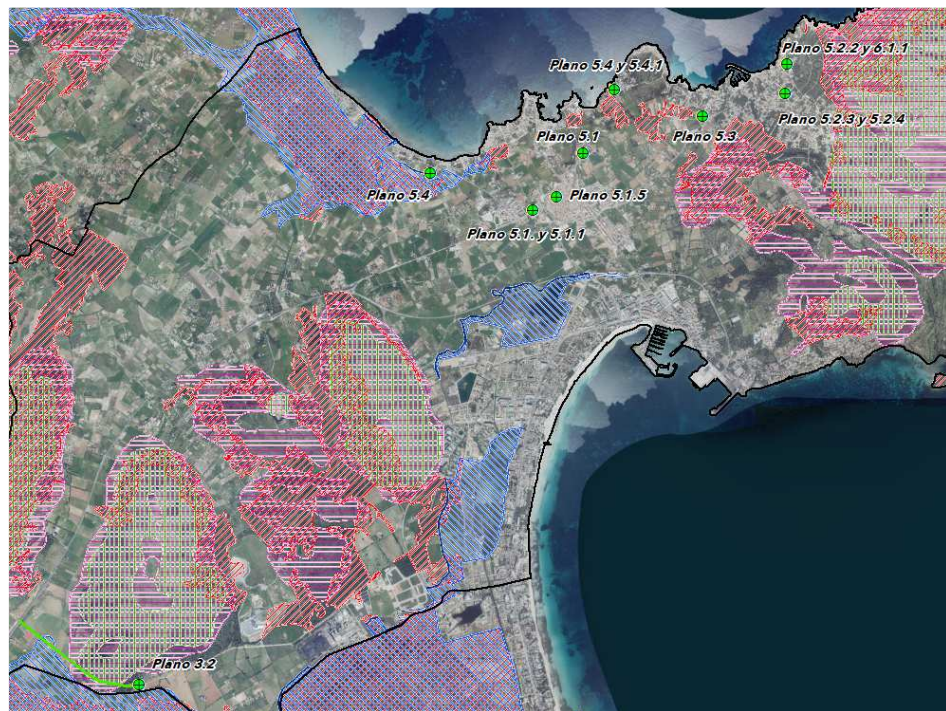 Plano 5.2.2 y 6.1.1
Plano 5.4 y 5.4.1
Plano 5.1
Plano 5.3
Plano 5.2.3 y 5.2.4
Plano 5.4
Plano 5.1.5
Plano 5.1. y 5.1.1
Plano 3.2